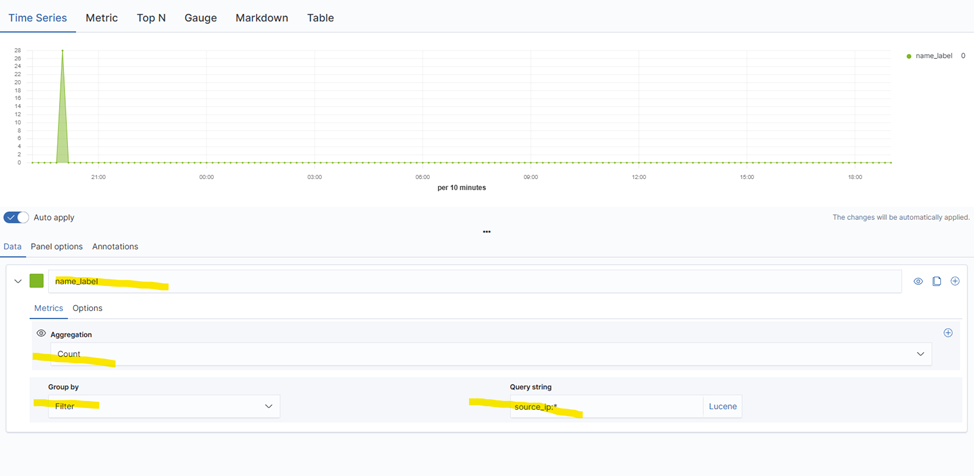 Time Series Metric Top N Gauge Markdown Table
28
26
24
22
20
18
16
14
12
10
8
6
4
2
0
name_label 0
21:00 00:00 03:00 06:00 09:00 12:00 15:00 18:00
per 10 minutes
Auto apply
The changes will be automatically applied.
Data Panel options Annotations
name_label
Metrics Options
Aggregation
Count
Group by Query string
Filter source_ip:* Lucene